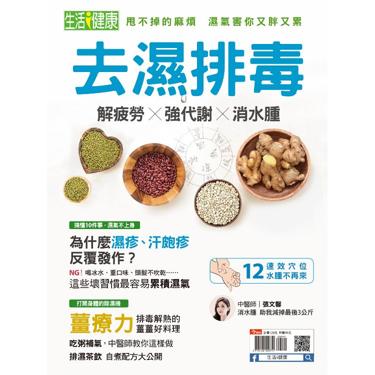 生活i健康
甩不掉的麻煩 濕氣害你又胖又累
去濕排毒
解疲勞×強代謝×消水腫
搞懂10件事,濕氣不上身
為什麼濕疹、汗皰疹
反覆發作?
NG!喝冰水、重口味、頭髮不吹乾……
這些壞習慣最容易累積濕氣
打開身體的除濕機
薑療力 排毒解熱的
薑薑好料理
吃粥補氣,中醫師教你這樣做
排濕茶飲 自煮配方大公開
12 速效穴位
水腫不再來
中醫師|張文馨
消水腫 助我減掉最後3公斤
生活i健康